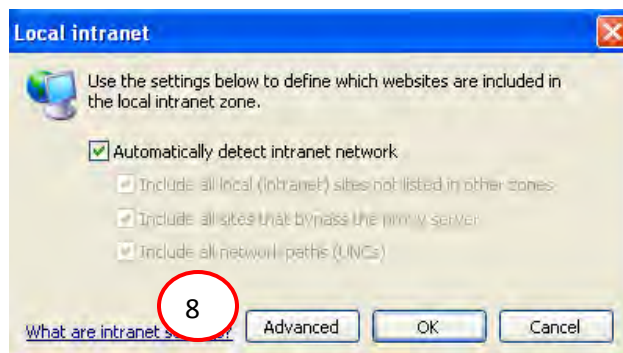 Local intranet
Use the settings below to define which websites are included in
the local intranet zone.
Automatically detect intranet network
Include all local (intranet) sites not listed in other zones
Include all sites that bypass the proxy server
Include all network paths (UNCs)
8
What are intranet s?
Advanced
OK
Cancel